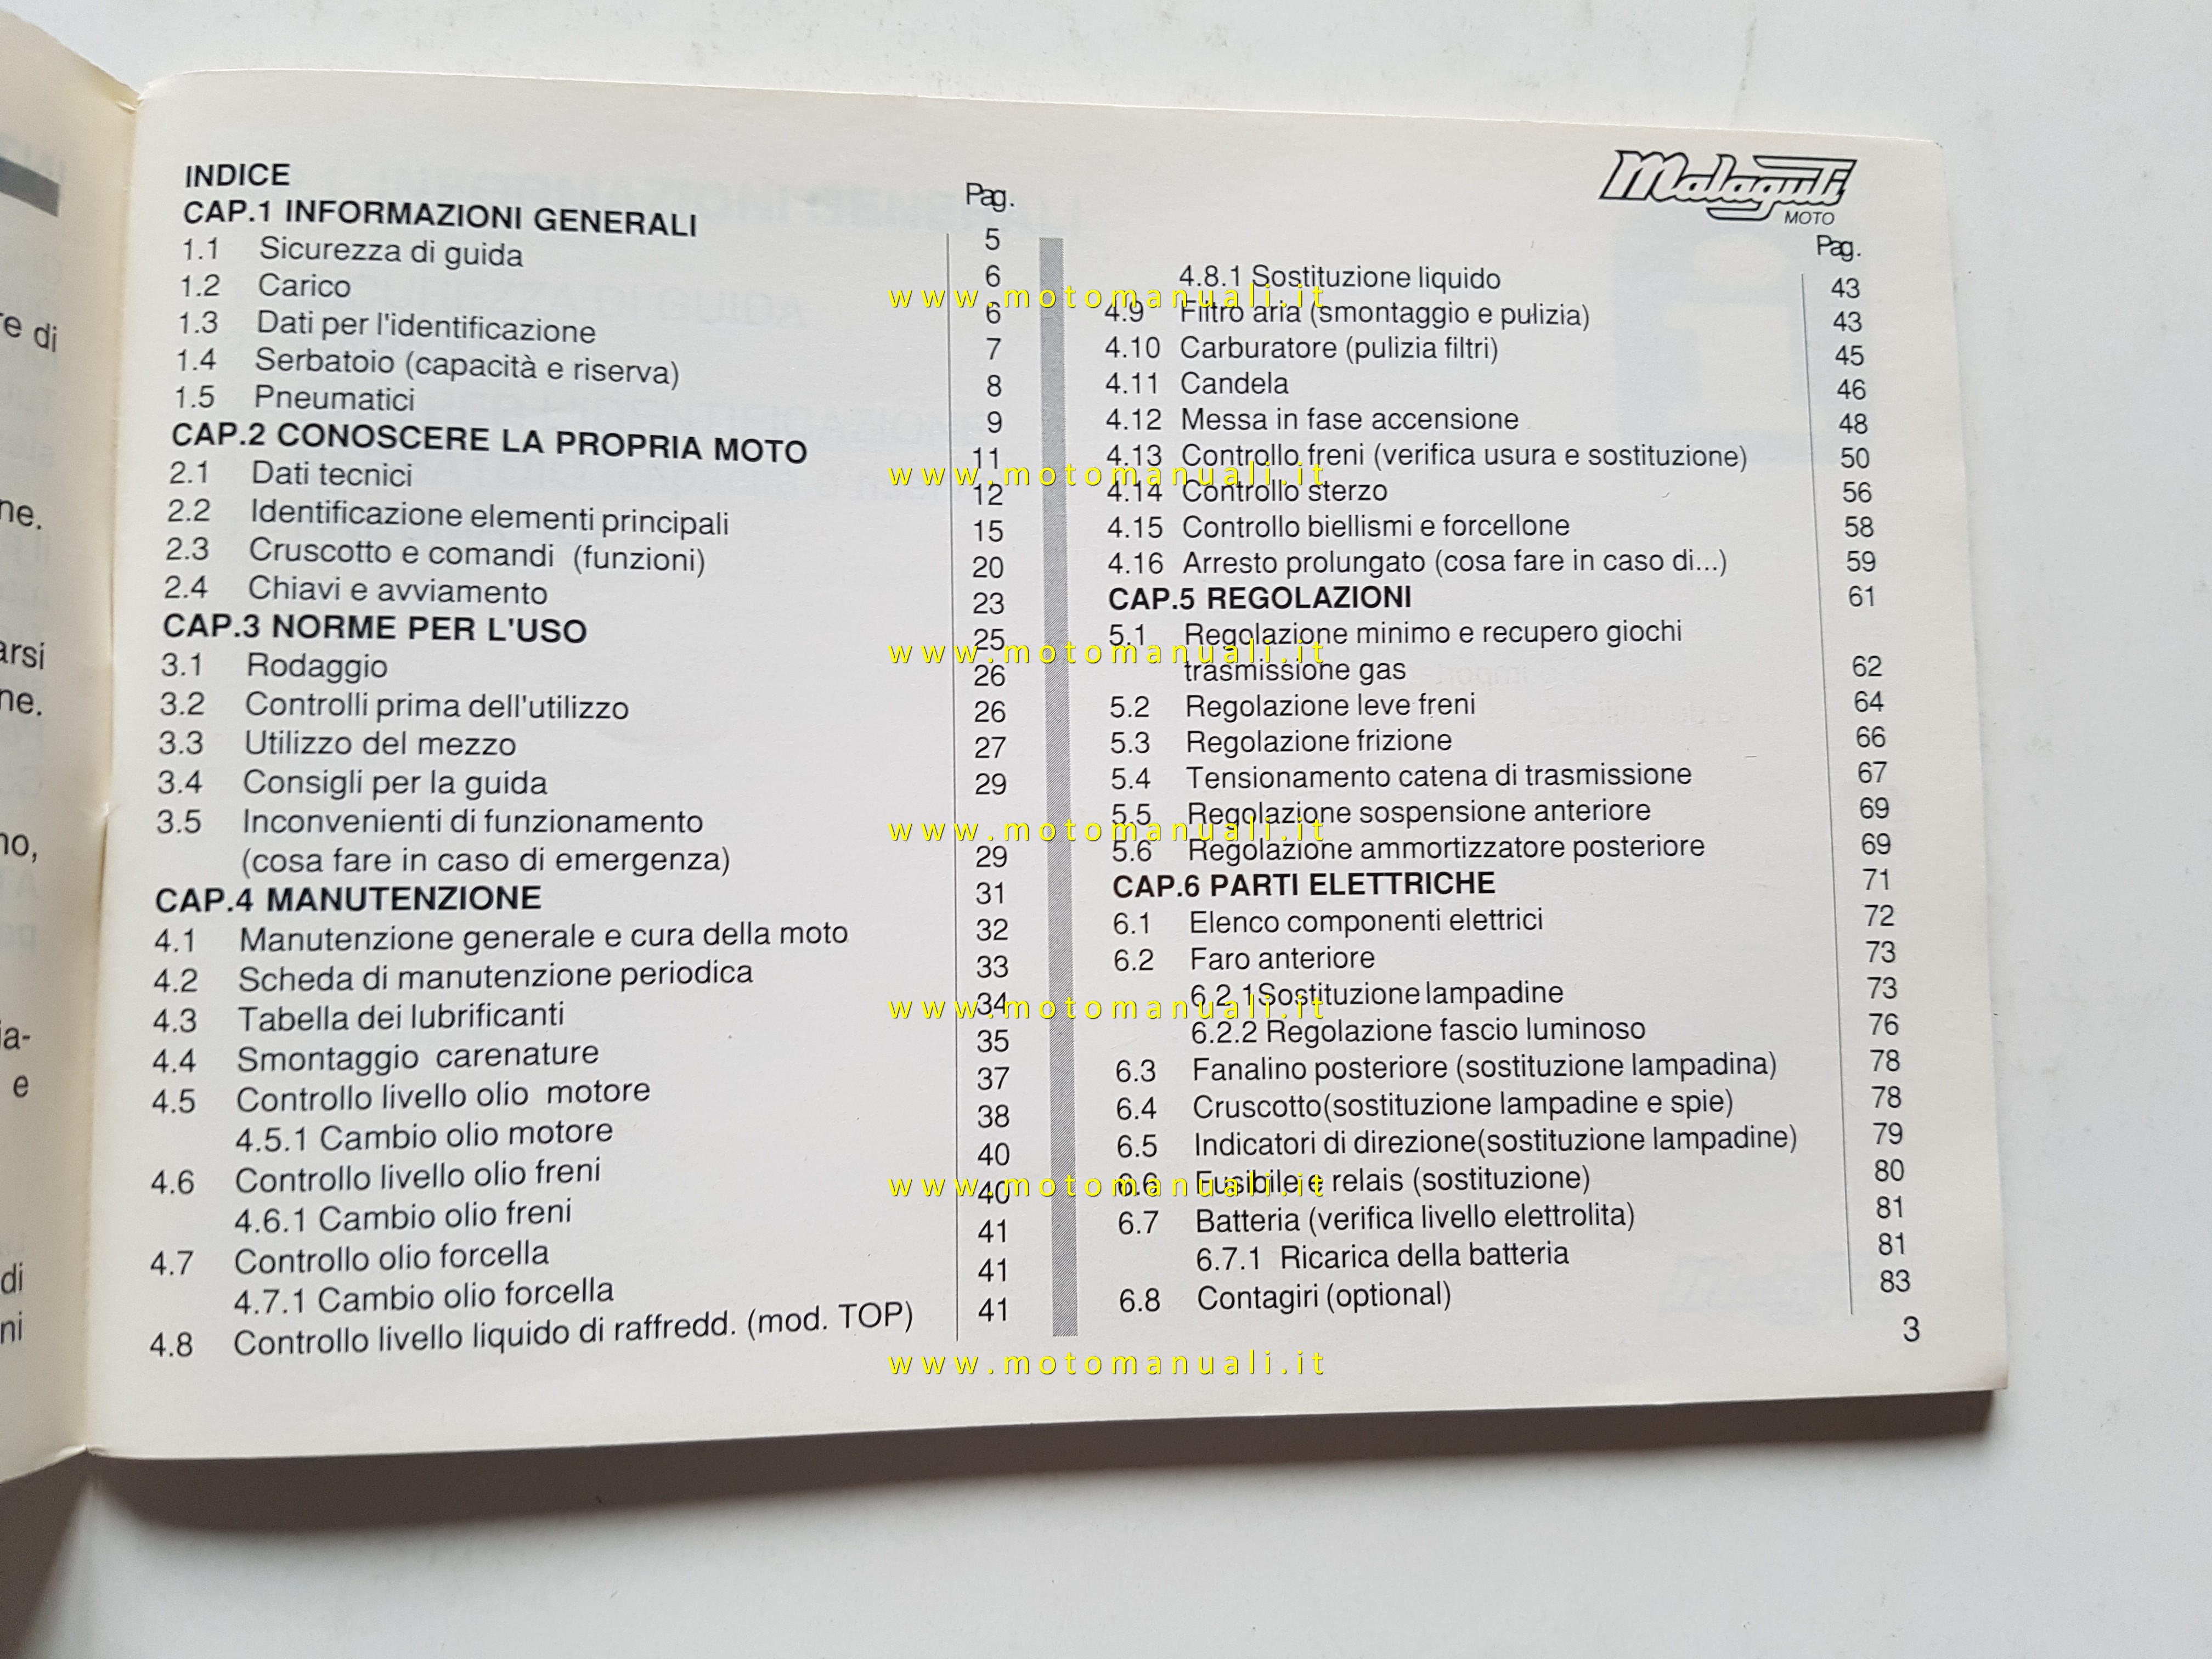 e di
ne.
arsi
ne.
no,
ia-
e
di
ni
INDICE Pag.
CAP.1 INFORMAZIONI GENERALI 5
1.1 Sicurezza di guida 6
1.2 Carico 6
1.3 Dati per l'identificazione 7
1.4 Serbatoio (capacità e riserva) 8
1.5 Pneumatici 9
CAP.2 CONOSCERE LA PROPRIA MOTO 11
2.1 Dati tecnici 12
2.2 Identificazione elementi principali 15
2.3 Cruscotto e comandi (funzioni) 20
2.4 Chiavi e avviamento 23
CAP.3 NORME PER L'USO 25
3.1 Rodaggio 26
3.2 Controlli prima dell'utilizzo 26
3.3 Utilizzo del mezzo 27
3.4 Consigli per la guida 29
3.5 Inconvenienti di funzionamento
(cosa fare in caso di emergenza) 29
CAP.4 MANUTENZIONE 31
4.1 Manutenzione generale e cura della moto 32
4.2 Scheda di manutenzione periodica 33
4.3 Tabella dei lubrificanti 34
4.4 Smontaggio carenature 35
4.5 Controllo livello olio motore 37
4.5.1 Cambio olio motore 38
4.6 Controllo livello olio freni 40
4.6.1 Cambio olio freni 40
4.7 Controllo olio forcella 41
4.7.1 Cambio olio forcella 41
4.8 Controllo livello liquido di raffredd. (mod. TOP) 41
Malaguti
MOTO
Pag.
4.8.1 Sostituzione liquido 43
4.9 Filtro aria (smontaggio e pulizia) 43
4.10 Carburatore (pulizia filtri) 45
4.11 Candela 46
4.12 Messa in fase accensione 48
4.13 Controllo freni (verifica usura e sostituzione) 50
4.14 Controllo sterzo 56
4.15 Controllo biellismi e forcellone 58
4.16 Arresto prolungato (cosa fare in caso di...) 59
CAP.5 REGOLAZIONI 61
5.1 Regolazione minimo e recupero giochi
trasmissione gas 62
5.2 Regolazione leve freni 64
5.3 Regolazione frizione 66
5.4 Tensionamento catena di trasmissione 67
5.5 Regolazione sospensione anteriore 69
5.6 Regolazione ammortizzatore posteriore 69
CAP.6 PARTI ELETTRICHE 71
6.1 Elenco componenti elettrici 72
6.2 Faro anteriore 73
6.2.1 Sostituzione lampadine 73
6.2.2 Regolazione fascio luminoso 76
6.3 Fanalino posteriore (sostituzione lampadina) 78
6.4 Cruscotto(sostituzione lampadine e spie) 78
6.5 Indicatori di direzione(sostituzione lampadine) 79
6.6 Fusibile e relais (sostituzione) 80
6.7 Batteria (verifica livello elettrolita) 81
6.7.1 Ricarica della batteria 81
6.8 Contagiri (optional) 83
3
www.motomanuali.it
www.motomanuali.it
www.motomanuali.it
www.motomanuali.it
www.motomanuali.it
www.motomanuali.it
www.motomanuali.it